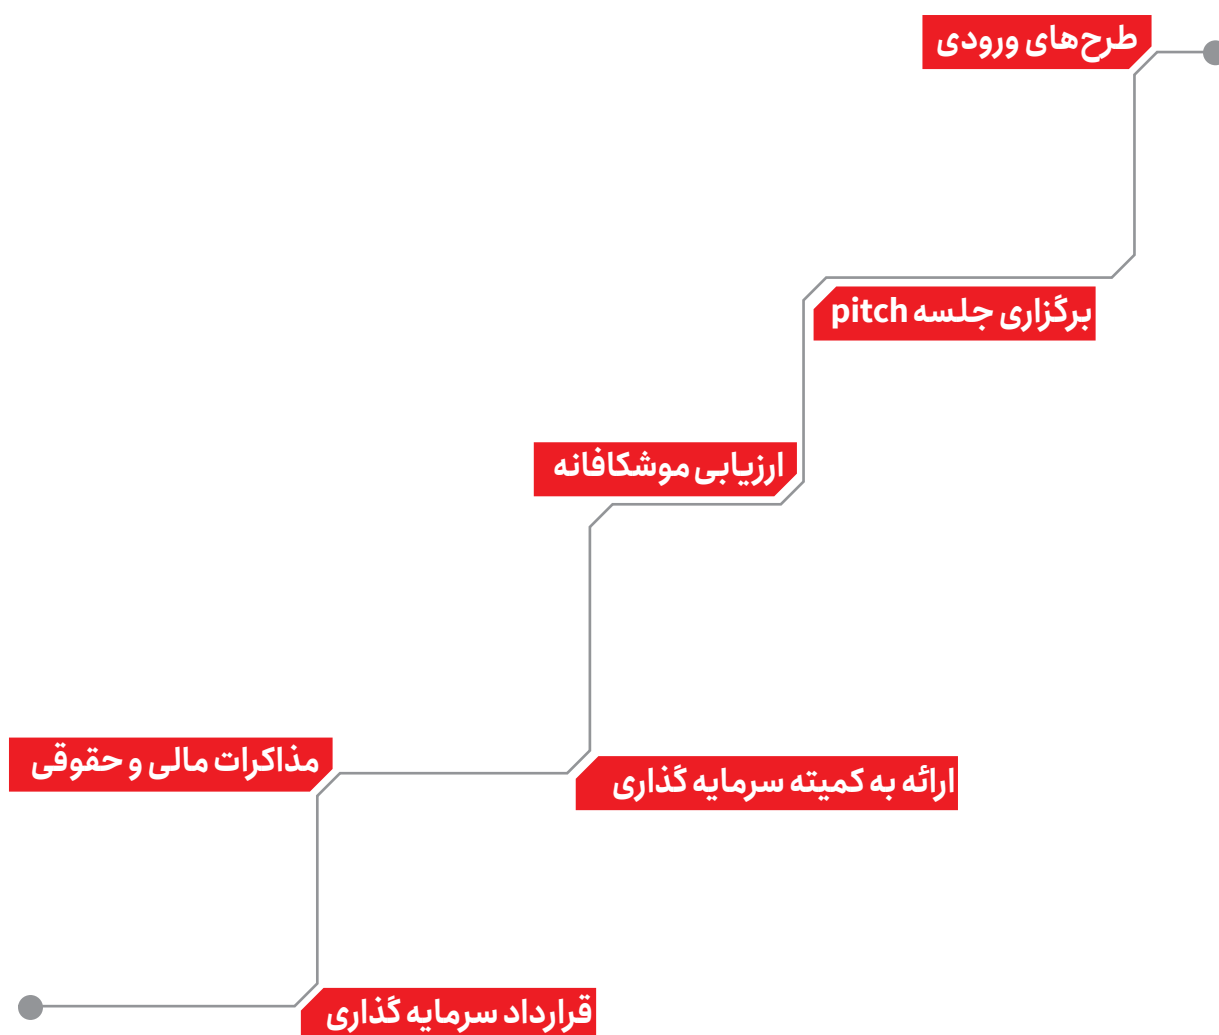 طرح‌های ورودی
برگزاری جلسه pitch
ارزیابی موشکافانه
ارائه به کمیته سرمایه گذاری
مذاکرات مالی و حقوقی
قرارداد سرمایه گذاری